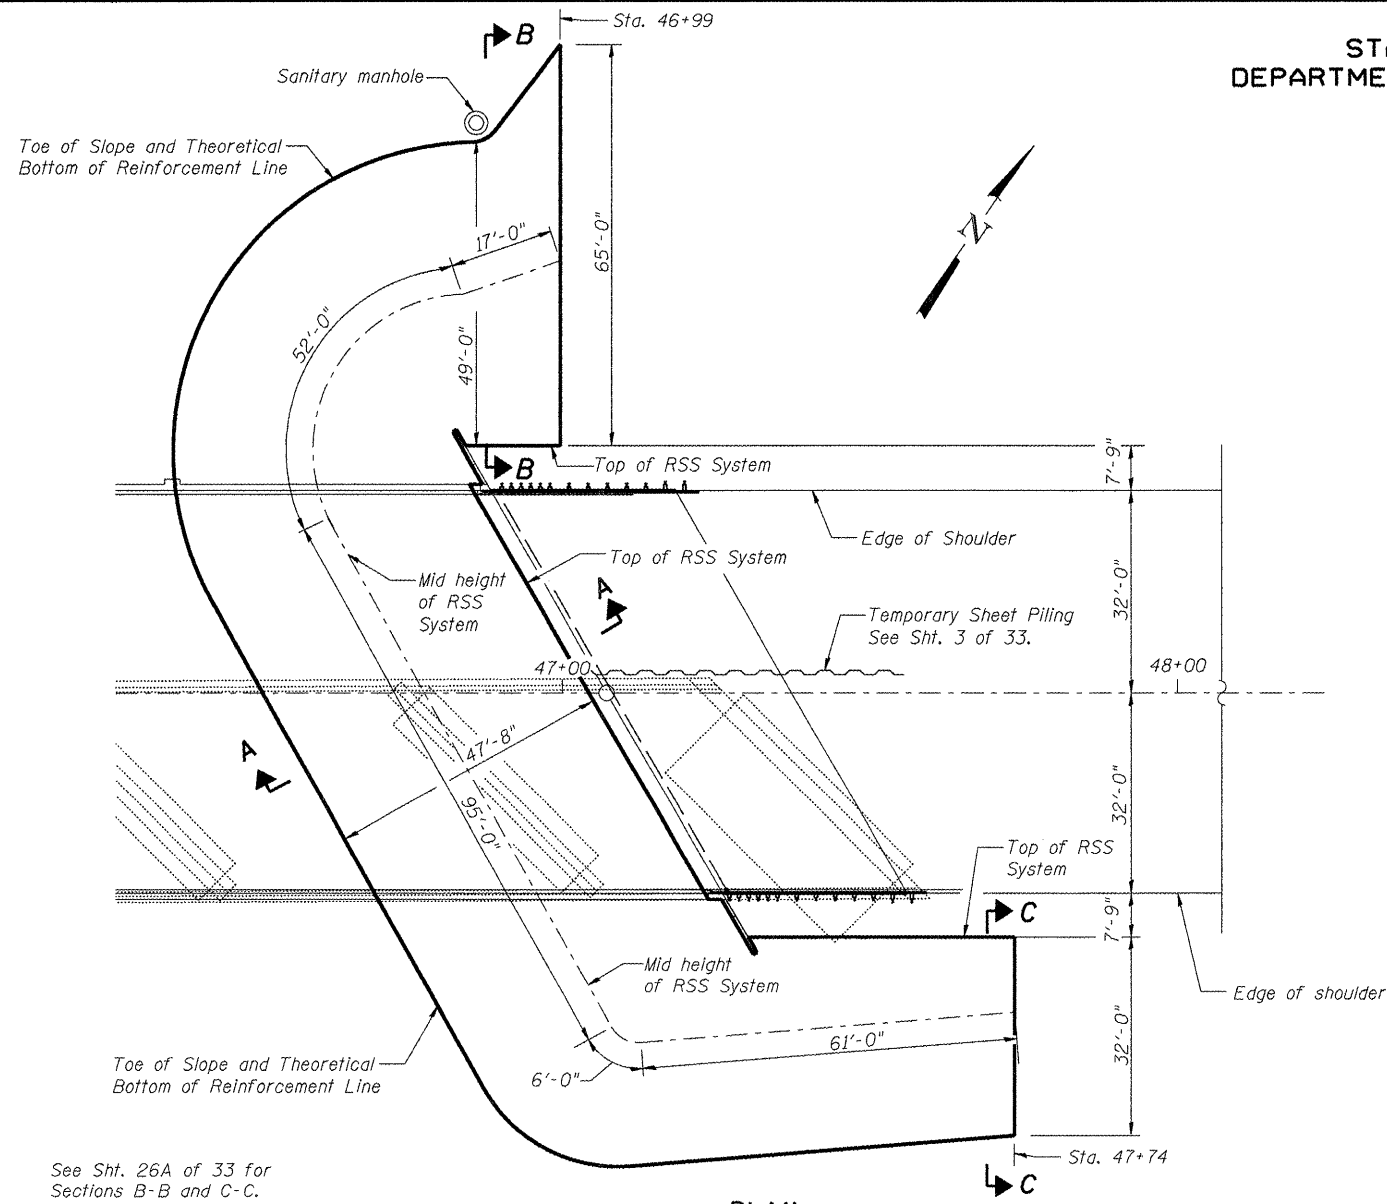 Sta. 46+99
B
STA
DEPARTME
Sanitary manhole
Toe of Slope and Theoretical
Bottom of Reinforcement Line
N
17'-0"
65'-0"
52'-0"
49'-0"
B
Top of RSS System
7'-9"
Edge of Shoulder
Top of RSS System
Mid height
of RSS
System
A
32'-0"
Temporary Sheet Piling
See Sht. 3 of 33.
47+00
48+00
A
47'-8"
95'-0"
32'-0"
Top of RSS
System
C
7'-9"
Mid height
of RSS System
Edge of shoulder
61'-0"
32'-0"
Toe of Slope and Theoretical
Bottom of Reinforcement Line
6'-0"
Sta. 47+74
See Sht. 26A of 33 for
Sections B-B and C-C.
C